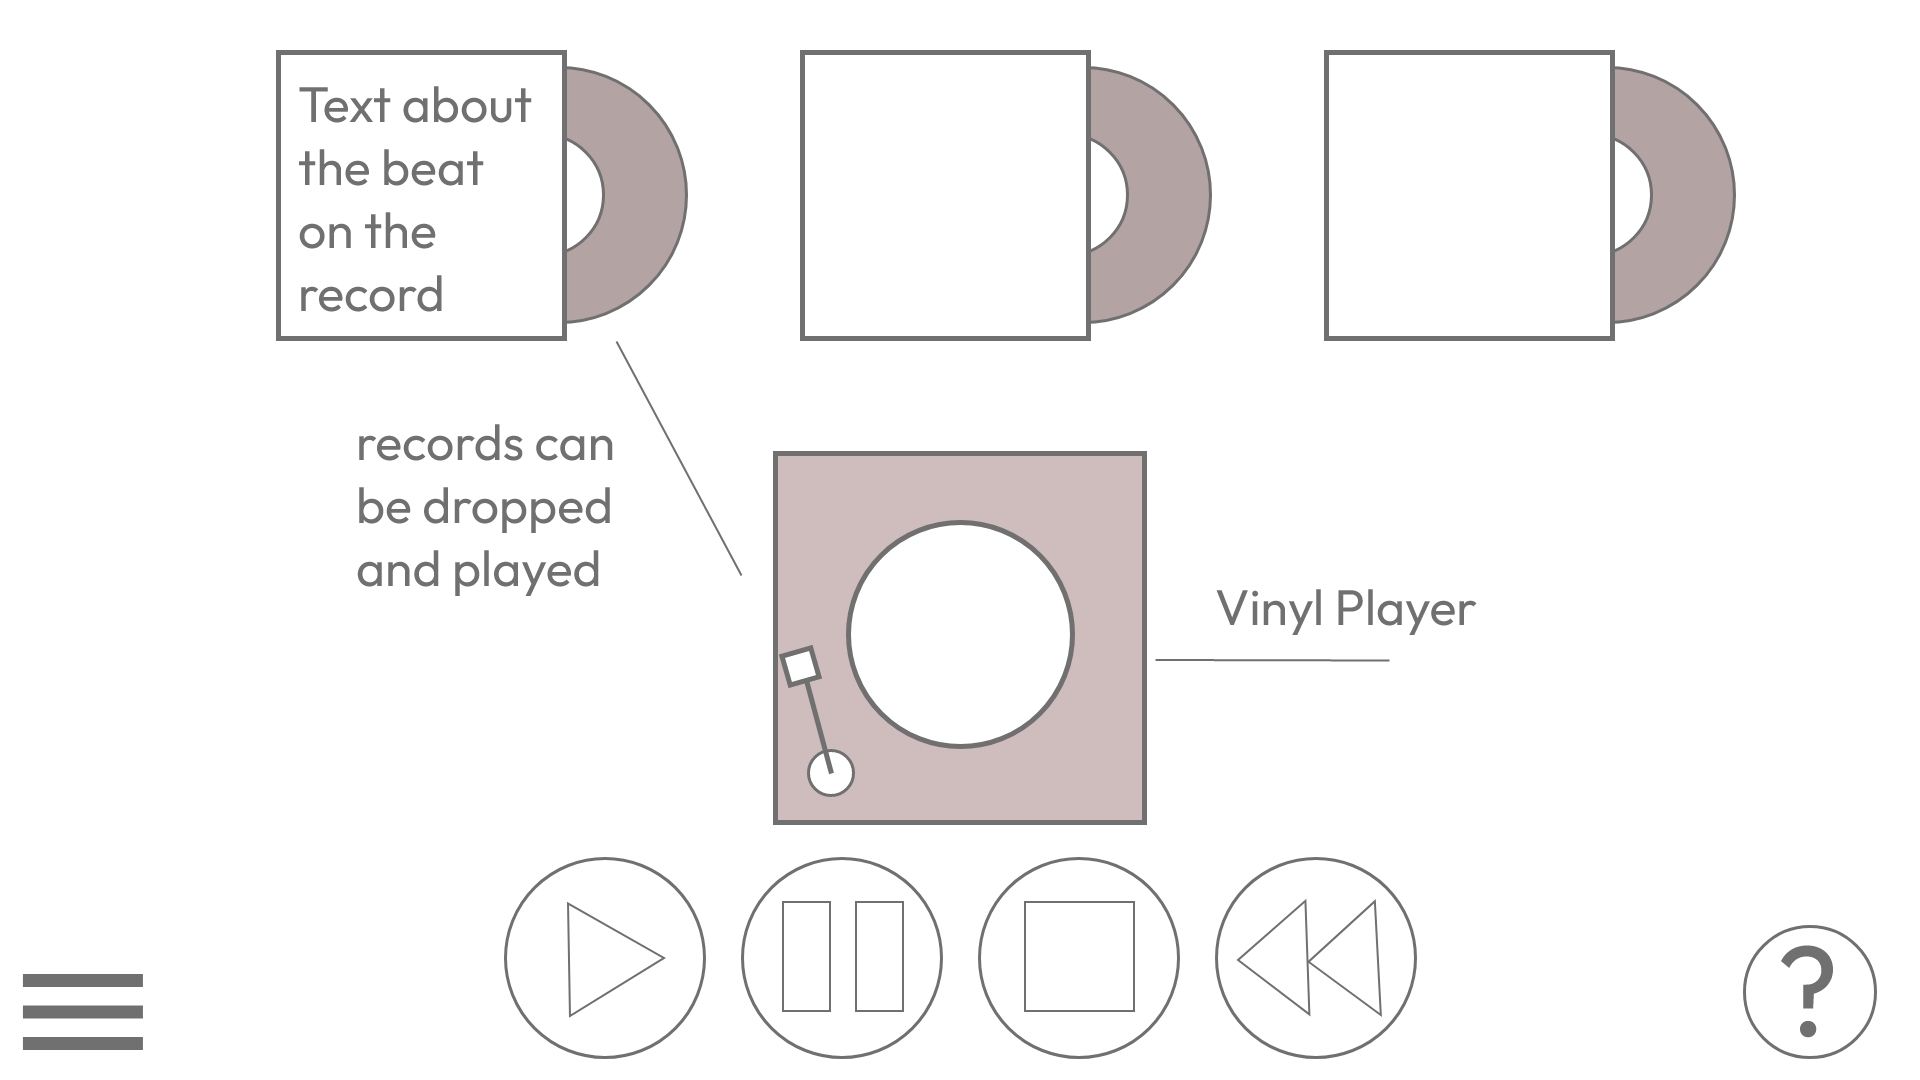 Text about
the beat
on the
record
records can
be dropped
and played
Vinyl Player
?